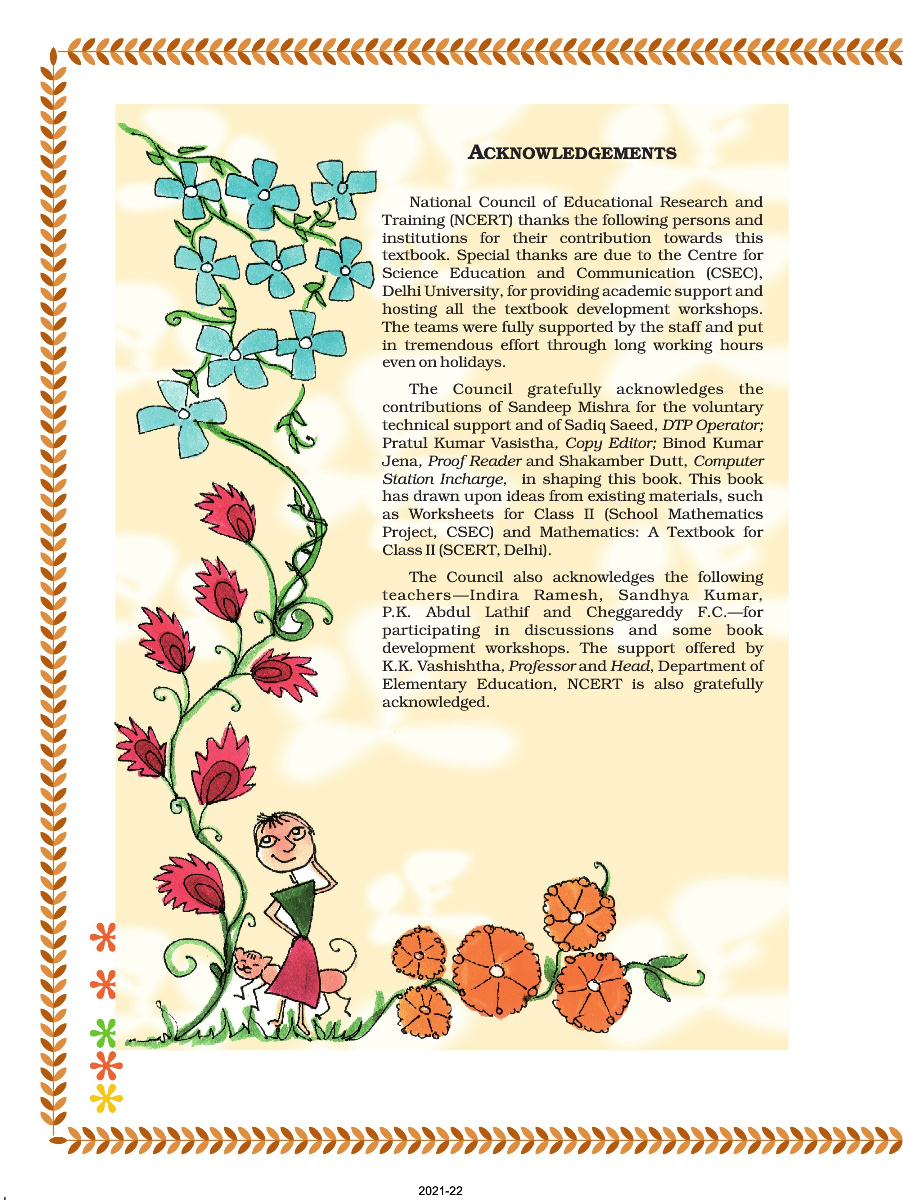 ACKNOWLEDGEMENTS
National Council of Educational Research and
Training (NCERT) thanks the following persons and
institutions for their contribution towards this
textbook. Special thanks are due to the Centre for
Science Education and Communication (CSEC),
Delhi University, for providing academic support and
hosting all the textbook development workshops.
The teams were fully supported by the staff and put
in tremendous effort through long working hours
even on holidays.
The Council gratefully acknowledges the
contributions of Sandeep Mishra for the voluntary
technical support and of Sadiq Saeed, DTP Operator;
Pratul Kumar Vasistha, Copy Editor; Binod Kumar
Jena, Proof Reader and Shakamber Dutt, Computer
Station Incharge, in shaping this book. This book
has drawn upon ideas from existing materials, such
as Worksheets for Class II (School Mathematics
Project, CSEC) and Mathematics: A Textbook for
Class II (SCERT, Delhi).
The Council also acknowledges the following
teachers—Indira Ramesh, Sandhya Kumar,
P.K. Abdul Lathif and Cheggareddy F.C.—for
participating in discussions and some book
development workshops. The support offered by
K.K. Vashishtha, Professor and Head, Department of
Elementary Education, NCERT is also gratefully
acknowledged.
2021-22